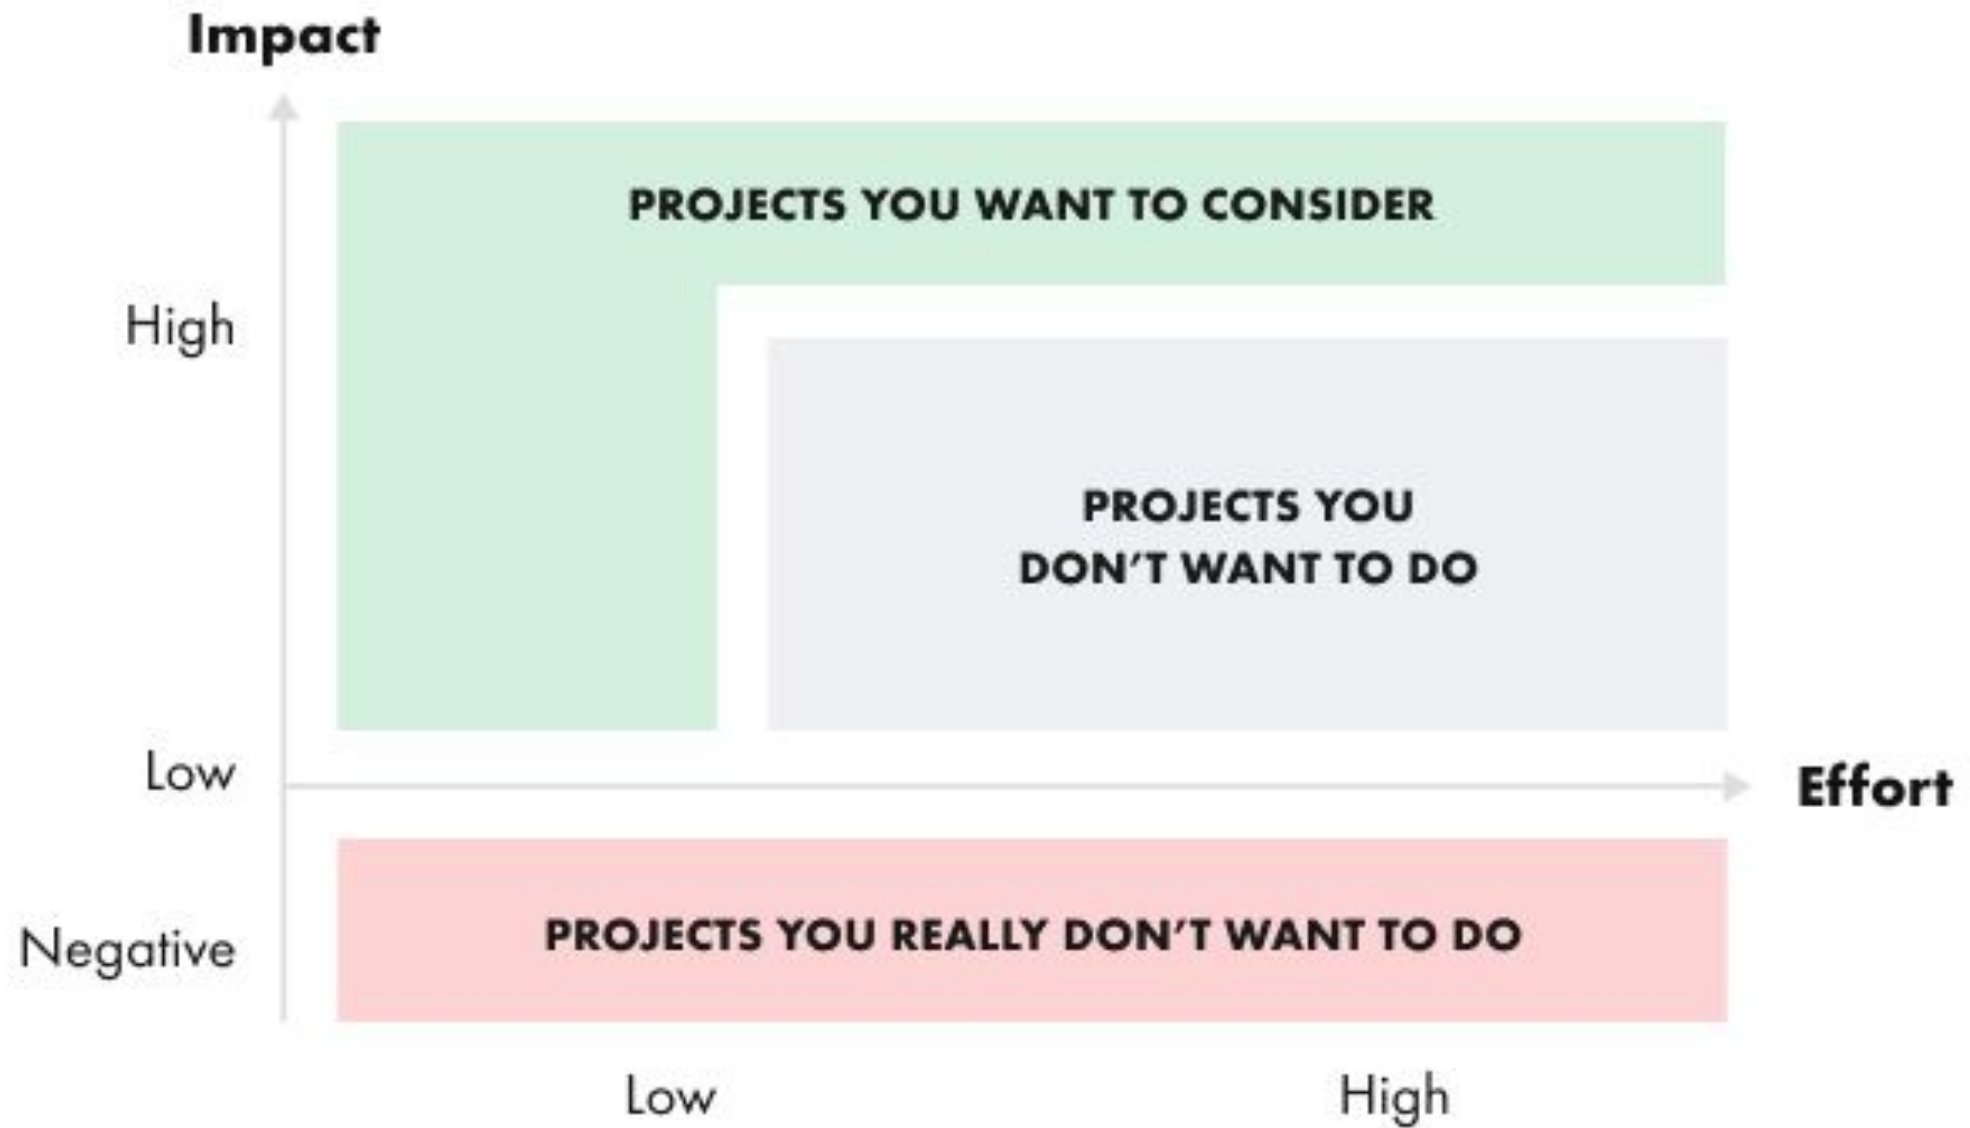 Impact
PROJECTS YOU WANT TO CONSIDER
High
PROJECTS YOU
DON'T WANT TO DO
Low
Effort
PROJECTS YOU REALLY DON'T WANT TO DO
Negative
Low
High